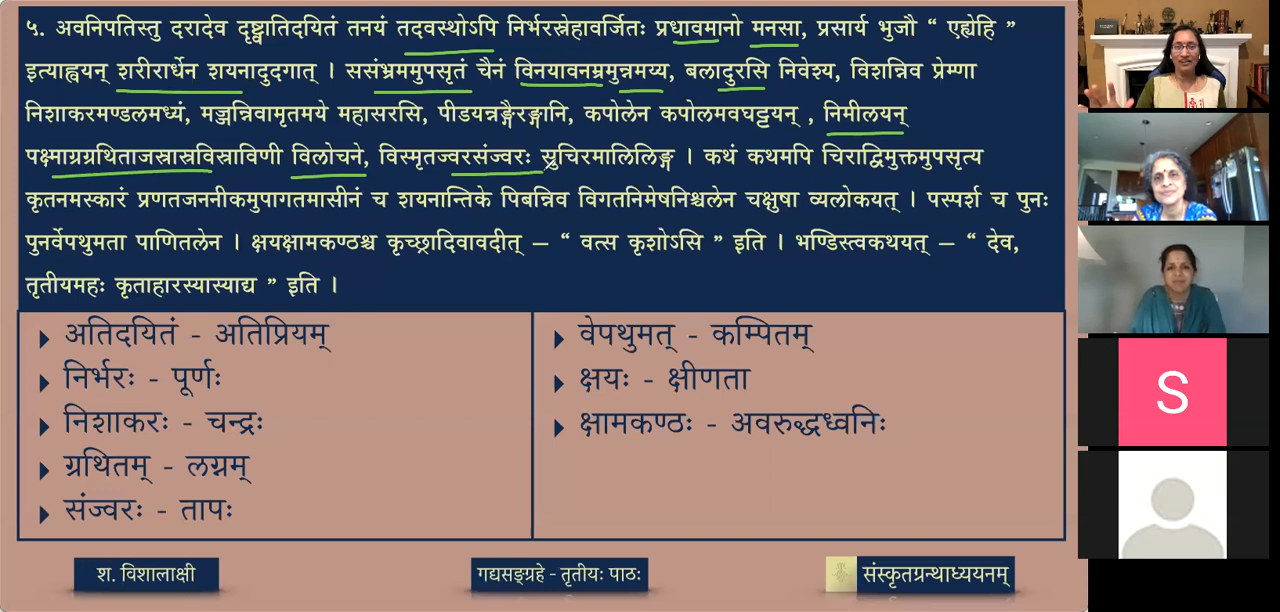 ५. अवनिपतिस्तु दरादेव दृष्ट्वातिदयितं तनयं तदवस्थोऽपि निर्भरस्नेहावर्जितः प्रधावमानो मनसा, प्रसार्य भुजौ “ एह्येहि ”
इत्याह्वयन् शरीरार्धेन शयनादुदगात् । ससंभ्रममुपसृतं चैनं विनयावनम्रमुन्नमय्य, बलादुरसि निवेश्य, विशन्निव प्रेम्णा
निशाकरमण्डलमध्यं, मज्जन्निवामृतमये महासरसि, पीडयन्नङ्गैरङ्गानि, कपोलेन कपोलमवघट्टयन् , निमीलयन्
पक्ष्माग्रग्रथिताजस्रास्रविस्राविणी विलोचने, विस्मृतज्वरसंज्वरः सुचिरमालिलिङ्ग । कथं कथमपि चिराद्विमुक्तमुपसृत्य
कृतनमस्कारं प्रणतजननीकमुपागतमासीनं च शयनान्तिके पिबन्निव विगतनिमेषनिश्चलेन चक्षुषा व्यलोकयत् । पस्पर्श च पुनः
पुनर्वेपथुमता पाणितलेन । क्षयक्षामकण्ठश्च कृच्छ्रादिवावदीत् – “ वत्स कृशोऽसि ” इति । भण्डिस्त्वकथयत् – “ देव,
तृतीयमहः कृताहारस्यास्याद्य ” इति ।
अतिदयितं - अतिप्रियम्
निर्भरः - पूर्णः
निशाकरः - चन्द्रः
ग्रथितम् - लग्नम्
संज्वरः - तापः
वेपथुमत् - कम्पितम्
क्षयः - क्षीणता
क्षामकण्ठः - अवरुद्धध्वनिः
श. विशालाक्षी
गद्यसङ्ग्रहे - तृतीयः पाठः
संस्कृतग्रन्थाध्ययनम्
S